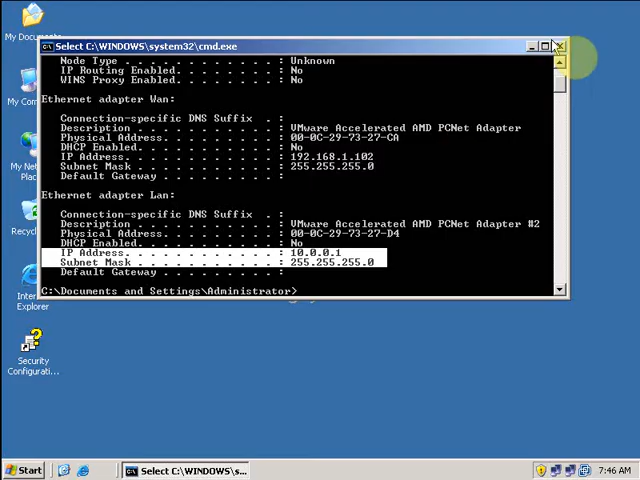 My Docum
My Com
My Net
Places
Recyc
Intern
Explorer
Security
Configurati...
Select C:\WINDOWS\system32\cmd.exe
Node Type . . . . . . . . . . . . : Unknown
IP Routing Enabled. . . . . . . . : No
WINS Proxy Enabled. . . . . . . . : No
Ethernet adapter Wan:
Connection-specific DNS Suffix  . :
Description . . . . . . . . . . . : VMware Accelerated AMD PCNet Adapter
Physical Address. . . . . . . . . : 00-0C-29-73-27-CA
DHCP Enabled. . . . . . . . . . . : No
IP Address. . . . . . . . . . . . : 192.168.1.102
Subnet Mask . . . . . . . . . . . : 255.255.255.0
Default Gateway . . . . . . . . . :
Ethernet adapter Lan:
Connection-specific DNS Suffix  . :
Description . . . . . . . . . . . : VMware Accelerated AMD PCNet Adapter #2
Physical Address. . . . . . . . . : 00-0C-29-73-27-D4
DHCP Enabled. . . . . . . . . . . : No
IP Address. . . . . . . . . . . . : 10.0.0.1
Subnet Mask . . . . . . . . . . . : 255.255.255.0
Default Gateway . . . . . . . . . :
C:\Documents and Settings\Administrator>
Start
Select C:\WINDOWS\s...
7:46 AM